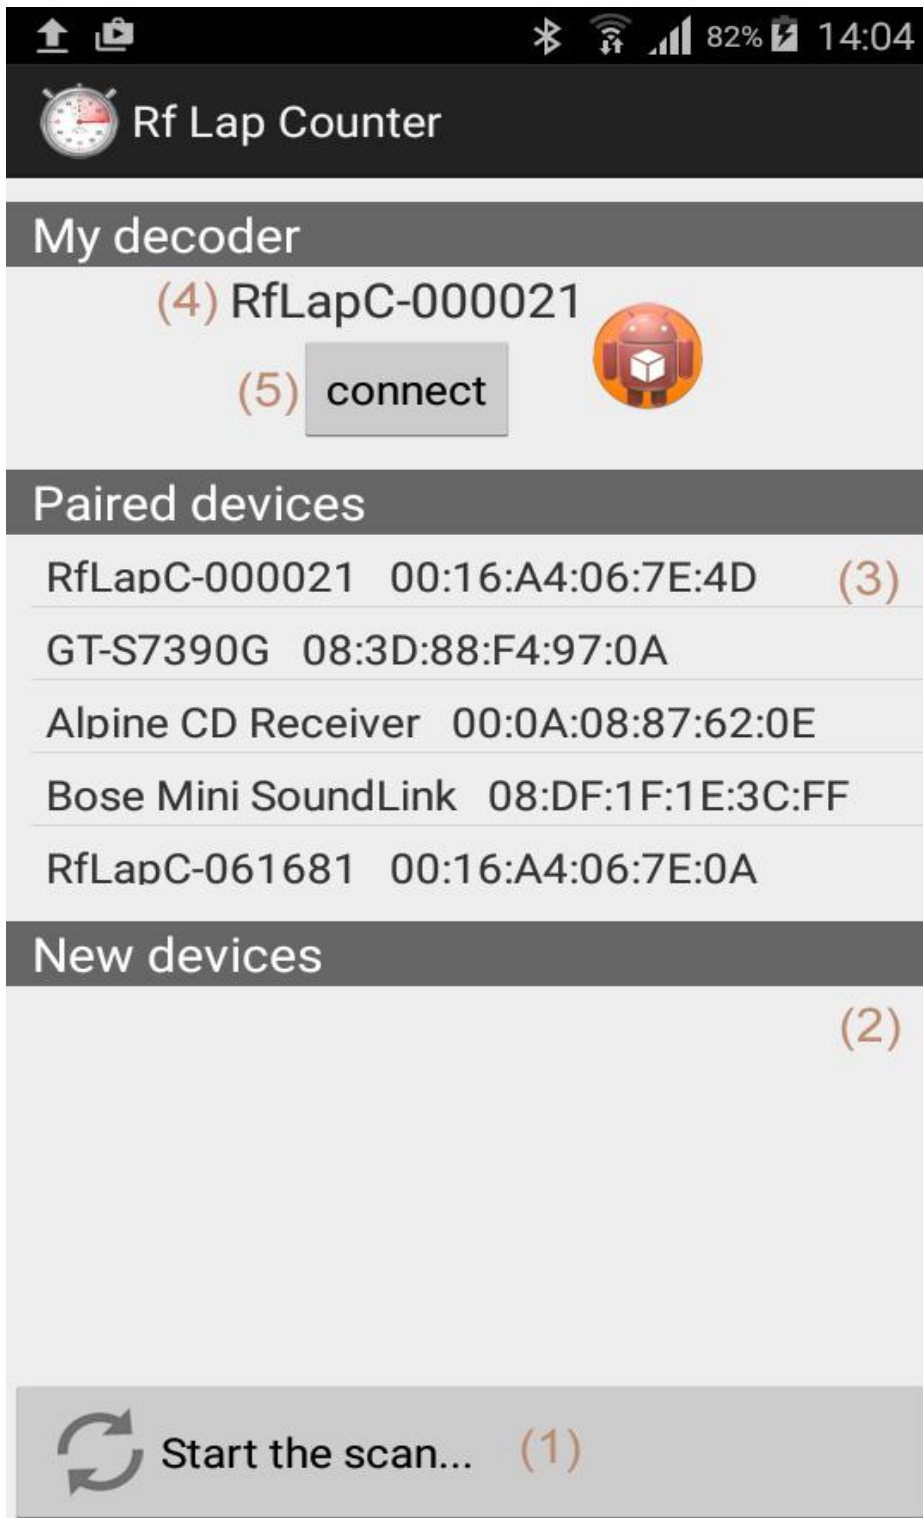 82% 14:04
Rf Lap Counter
My decoder
(4) RfLapC-000021
(5) connect
Paired devices
RfLapC-000021 00:16:A4:06:7E:4D (3)
GT-S7390G 08:3D:88:F4:97:0A
Alpine CD Receiver 00:0A:08:87:62:0E
Bose Mini SoundLink 08:DF:1F:1E:3C:FF
RfLapC-061681 00:16:A4:06:7E:0A
New devices
(2)
Start the scan... (1)